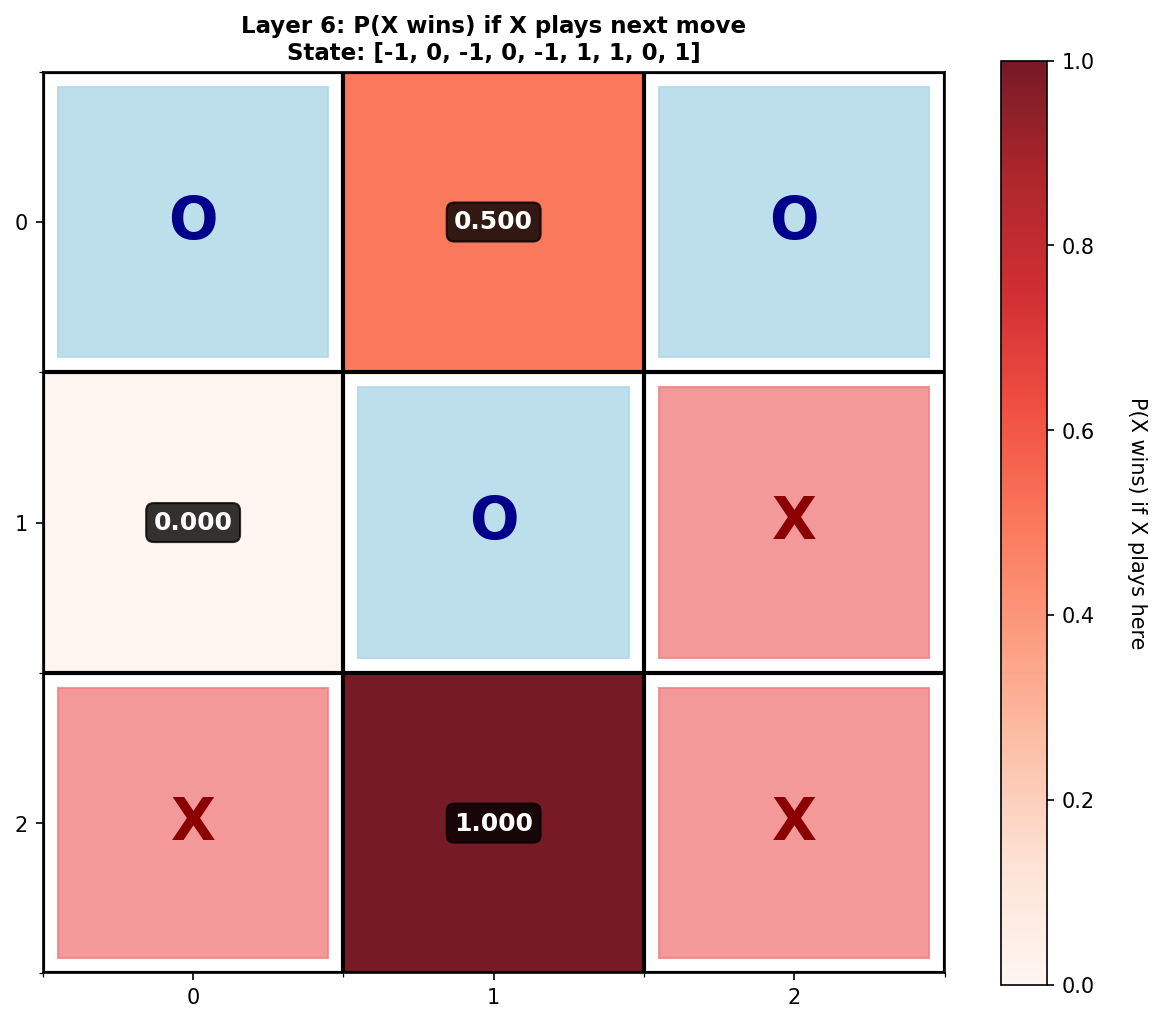 Layer 6: P(X wins) if X plays next move
State: [-1, 0, -1, 0, -1, 1, 1, 0, 1]
0
O
0.500
O
1
0.000
O
X
2
X
1.000
X
0
1
2
1.0
0.8
0.6
0.4
0.2
0.0
P(X wins) if X plays here